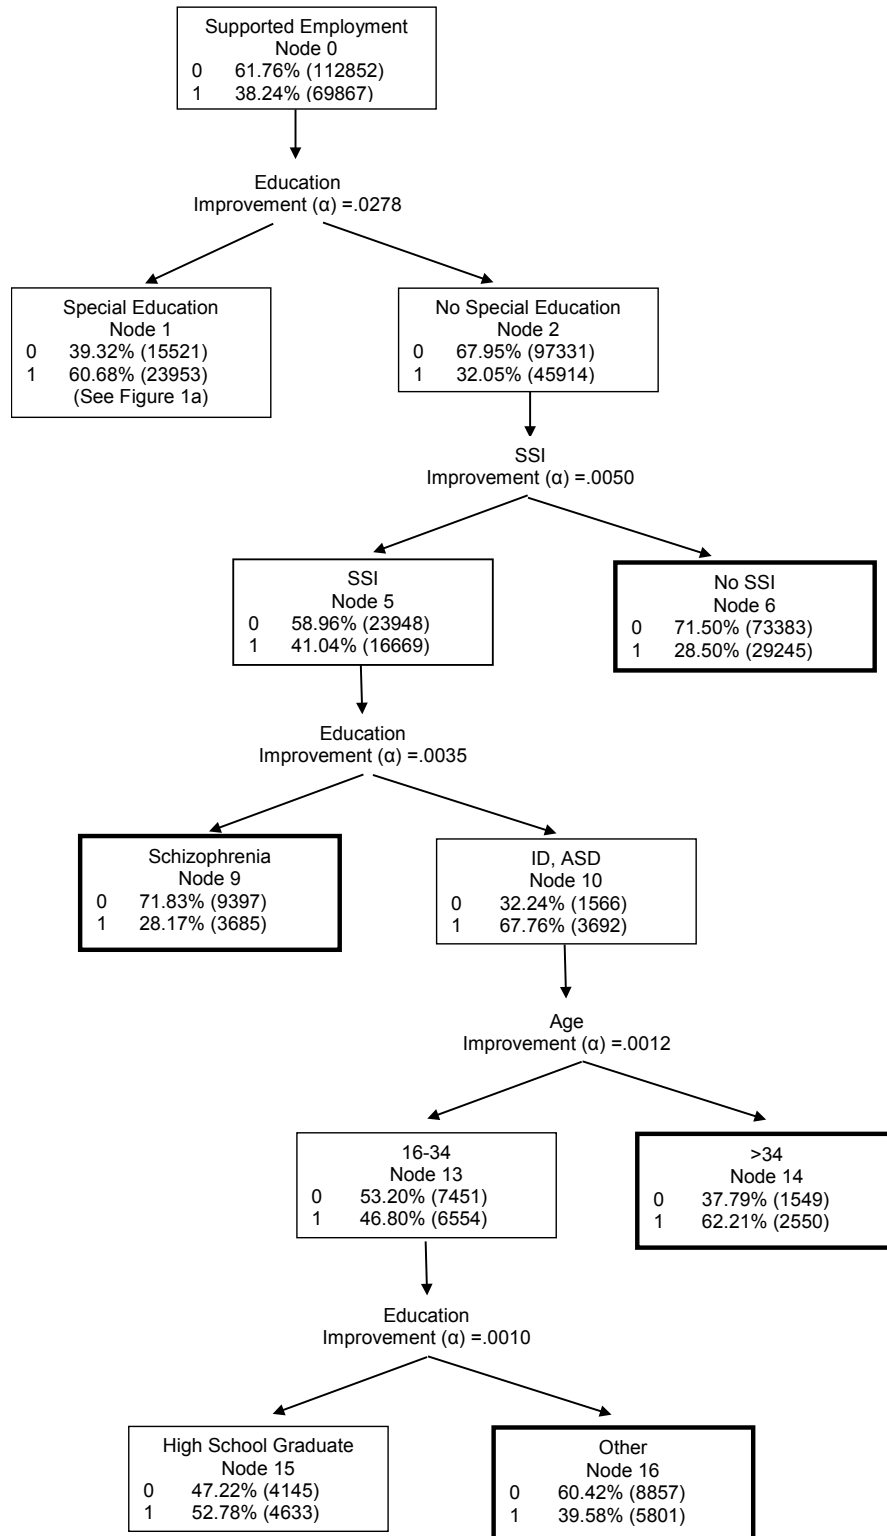 Supported Employment
Node 0
0 61.76% (112852)
1 38.24% (69867)
Education
Improvement (α) =.0278
Special Education
Node 1
0 39.32% (15521)
1 60.68% (23953)
(See Figure 1a)
No Special Education
Node 2
0 67.95% (97331)
1 32.05% (45914)
SSI
Improvement (α) =.0050
SSI
Node 5
0 58.96% (23948)
1 41.04% (16669)
No SSI
Node 6
0 71.50% (73383)
1 28.50% (29245)
Education
Improvement (α) =.0035
Schizophrenia
Node 9
0 71.83% (9397)
1 28.17% (3685)
ID, ASD
Node 10
0 32.24% (1566)
1 67.76% (3692)
Age
Improvement (α) =.0012
16-34
Node 13
0 53.20% (7451)
1 46.80% (6554)
>34
Node 14
0 37.79% (1549)
1 62.21% (2550)
Education
Improvement (α) =.0010
High School Graduate
Node 15
0 47.22% (4145)
1 52.78% (4633)
Other
Node 16
0 60.42% (8857)
1 39.58% (5801)